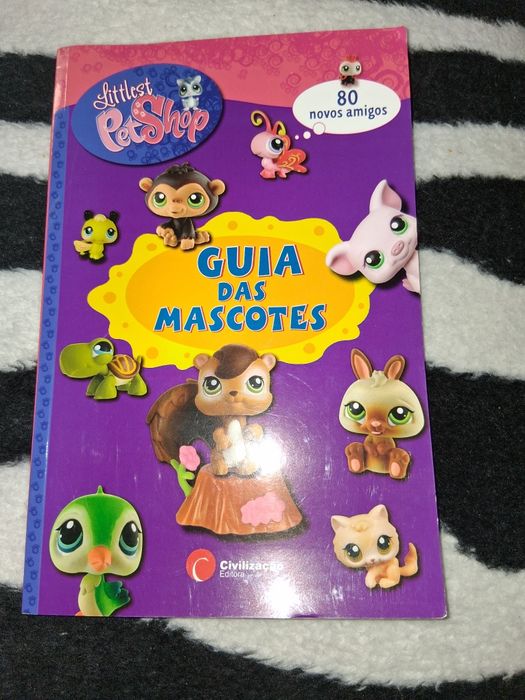 Littlest
PetShop
80
novos amigos
GUIA
DAS
MASCOTES
C
Civilização
Editora